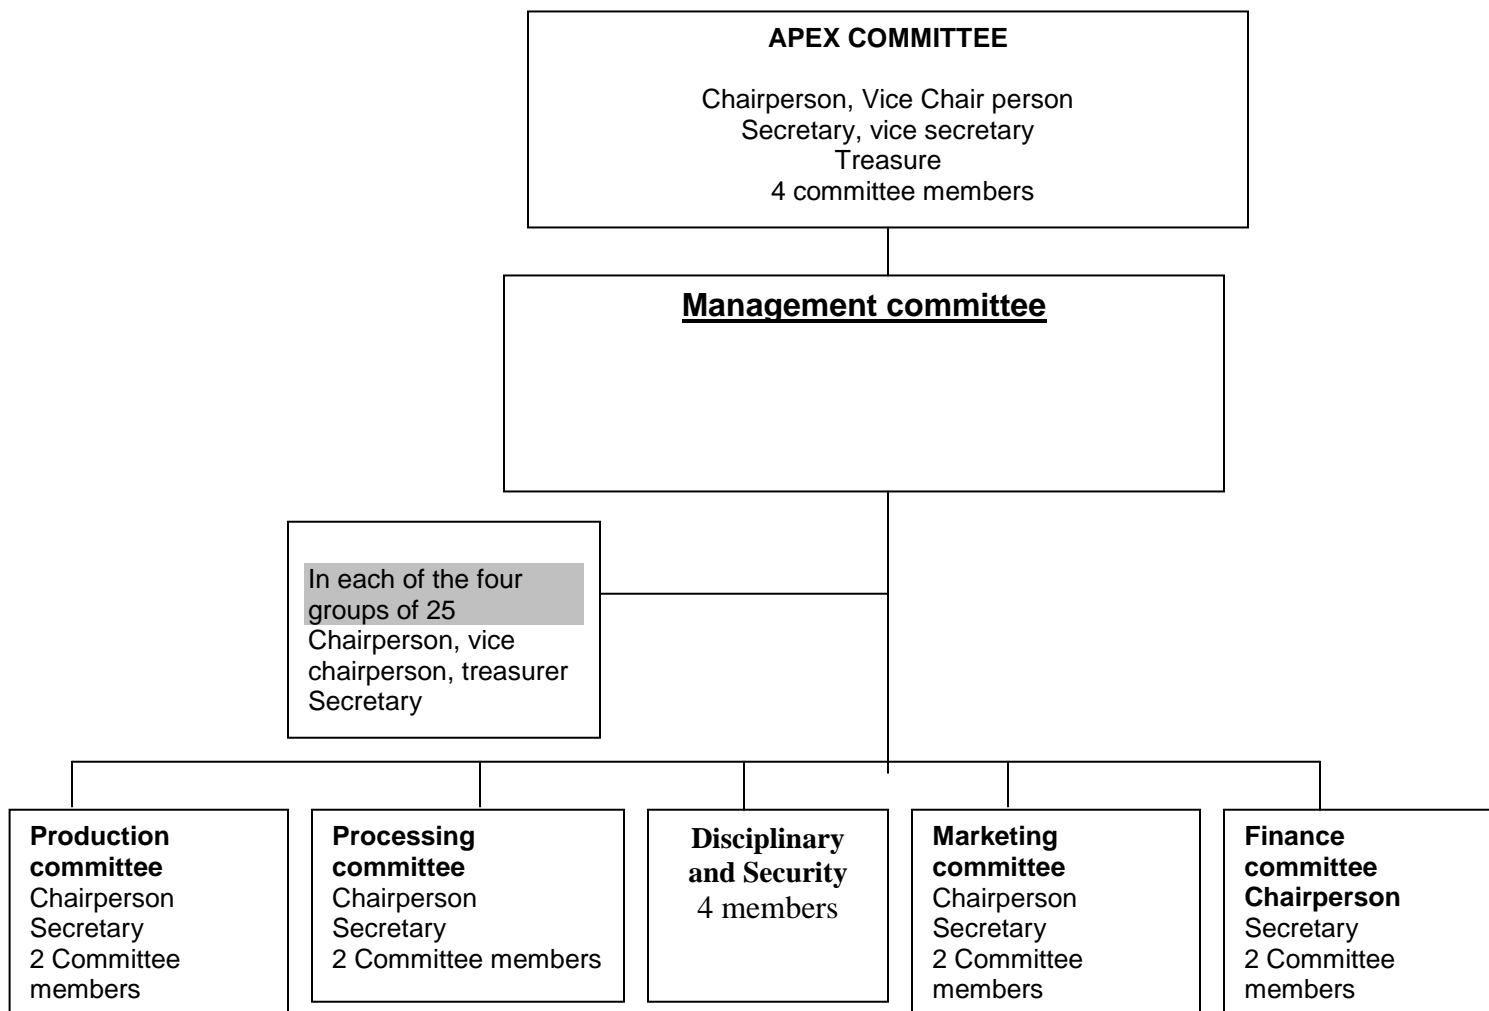 APEX COMMITTEE
Chairperson, Vice Chair person
Secretary, vice secretary
Treasure
4 committee members
Management committee
In each of the four
groups of 25
Chairperson, vice
chairperson, treasurer
Secretary
Production
committee
Chairperson
Secretary
2 Committee
members
Processing
committee
Chairperson
Secretary
2 Committee members
Disciplinary
and Security
4 members
Marketing
committee
Chairperson
Secretary
2 Committee
members
Finance
committee
Chairperson
Secretary
2 Committee
members